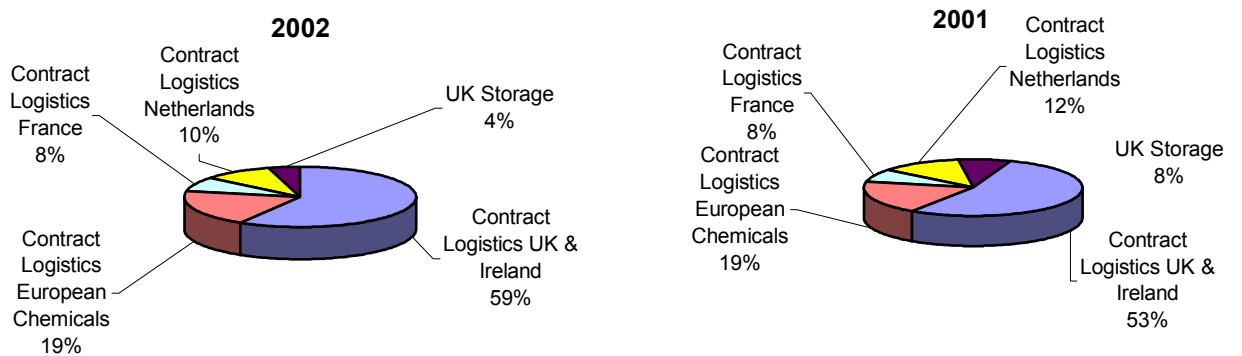 2002
Contract
Logistics
Netherlands
10%
Contract
Logistics
France
8%
UK Storage
4%
Contract
Logistics
European
Chemicals
19%
Contract
Logistics UK &
Ireland
59%
2001
Contract
Logistics
Netherlands
12%
Contract
Logistics
France
8%
UK Storage
8%
Contract
Logistics
European
Chemicals
19%
Contract
Logistics UK &
Ireland
53%